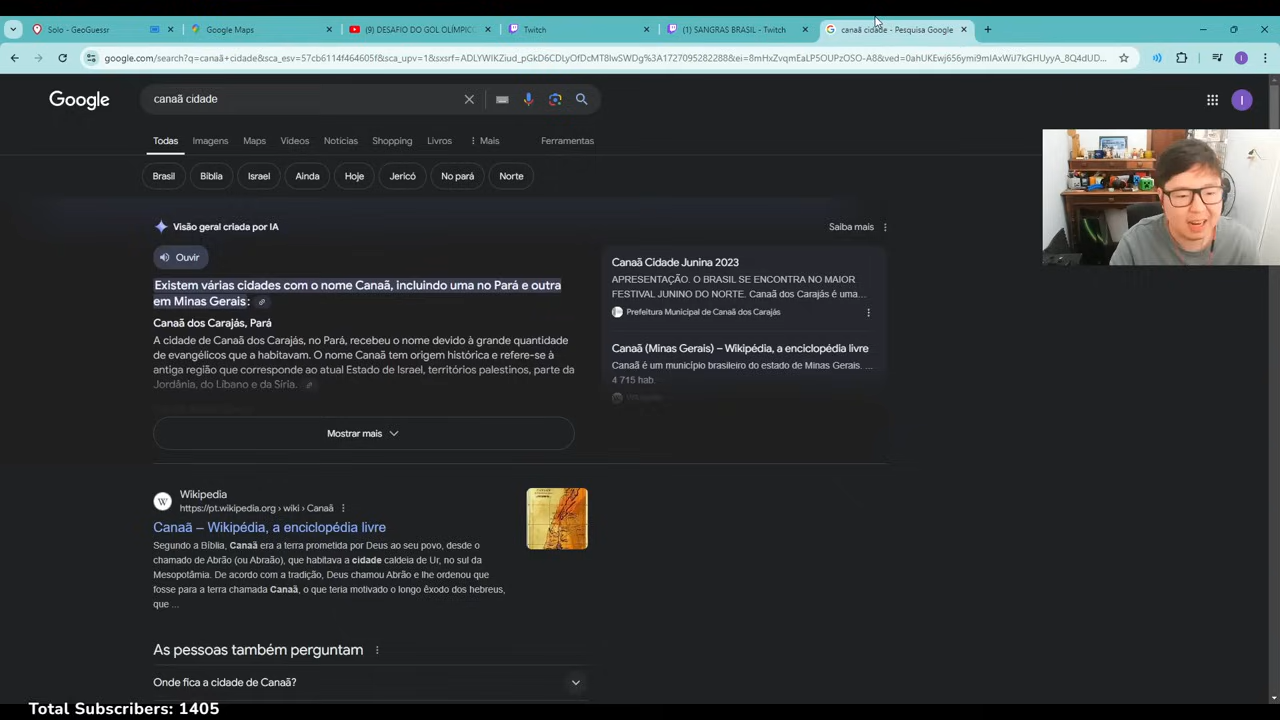 Solo - GeoGuessr
Google Maps
(9) DESAFIO DO GOL OLÍMPICO
Twitch
(1) SANGRAS BRASIL - Twitch
canaã cidade - Pesquisa Google
Google
canaã cidade
Todas
Imagens
Maps
Vídeos
Notícias
Shopping
Livros
Mais
Ferramentas
Brasil
Bíblia
Israel
Ainda
Hoje
Jericó
No pará
Norte
Visão geral criada por IA
Saiba mais
Ouvir
Existem várias cidades com o nome Canaã, incluindo uma no Pará e outra
em Minas Gerais:
Canaã dos Carajás, Pará
A cidade de Canaã dos Carajás, no Pará, recebeu o nome devido à grande quantidade
de evangélicos que a habitavam. O nome Canaã tem origem histórica e refere-se à
antiga região que corresponde ao atual Estado de Israel, territórios palestinos, parte da
Jordânia, do Líbano e da Síria.
Canaã Cidade Junina 2023
APRESENTAÇÃO. O BRASIL SE ENCONTRA NO MAIOR
FESTIVAL JUNINO DO NORTE. Canaã dos Carajás é uma...
Prefeitura Municipal de Canaã dos Carajás
Canaã (Minas Gerais) – Wikipédia, a enciclopédia livre
Canaã é um município brasileiro do estado de Minas Gerais. ...
4 715 hab.
Wikipedia
Mostrar mais
W
Wikipedia
https://pt.wikipedia.org › wiki › Canaã
Canaã – Wikipédia, a enciclopédia livre
Segundo a Bíblia, Canaã era a terra prometida por Deus ao seu povo, desde o
chamado de Abrão (ou Abraão), que habitava a cidade caldeia de Ur, no sul da
Mesopotâmia. De acordo com a tradição, Deus chamou Abrão e lhe ordenou que
fosse para a terra chamada Canaã, o que teria motivado o longo êxodo dos hebreus,
que ...
As pessoas também perguntam
Onde fica a cidade de Canaã?
Total Subscribers: 1405